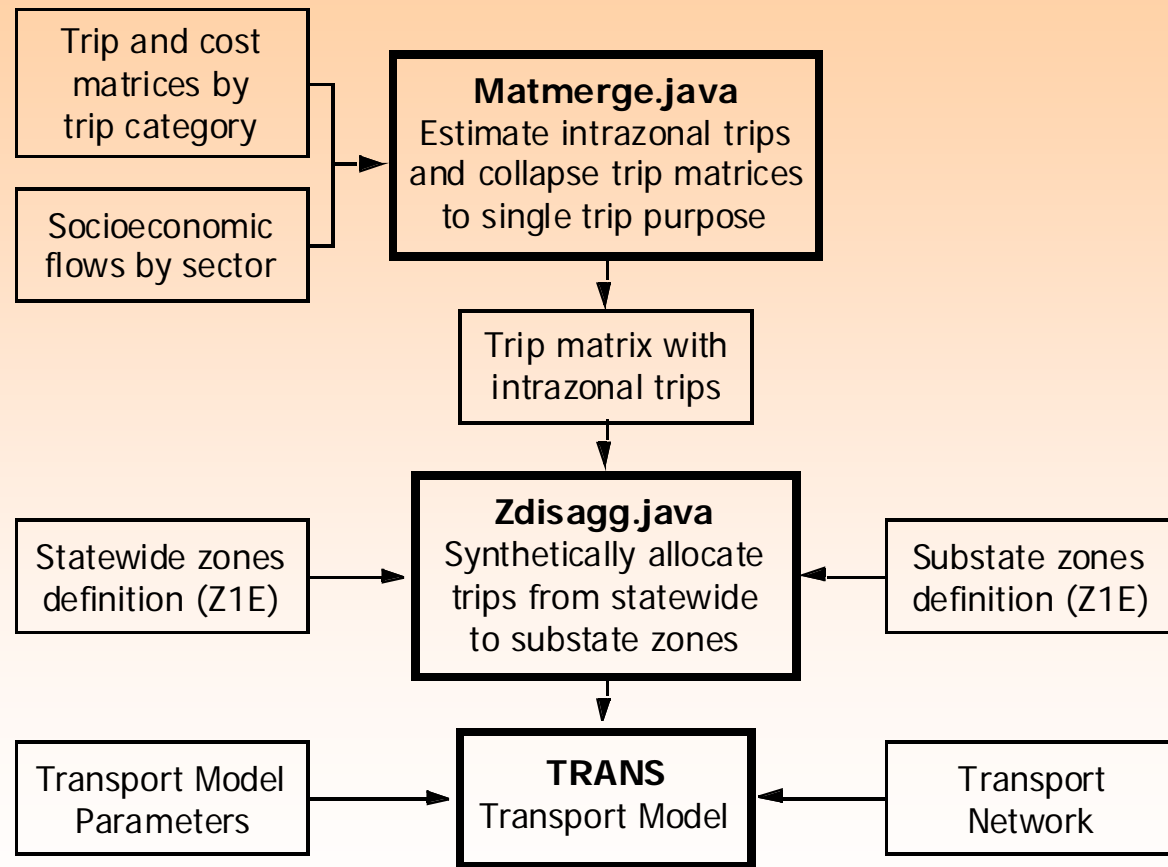 Trip and cost
matrices by
trip category
Matmerge.java
Estimate intrazonal trips
and collapse trip matrices
to single trip purpose
Socioeconomic
flows by sector
Trip matrix with
intrazonal trips
Statewide zones
definition (Z1E)
Zdisagg.java
Synthetically allocate
trips from statewide
to substate zones
Substate zones
definition (Z1E)
Transport Model
Parameters
TRANS
Transport Model
Transport
Network